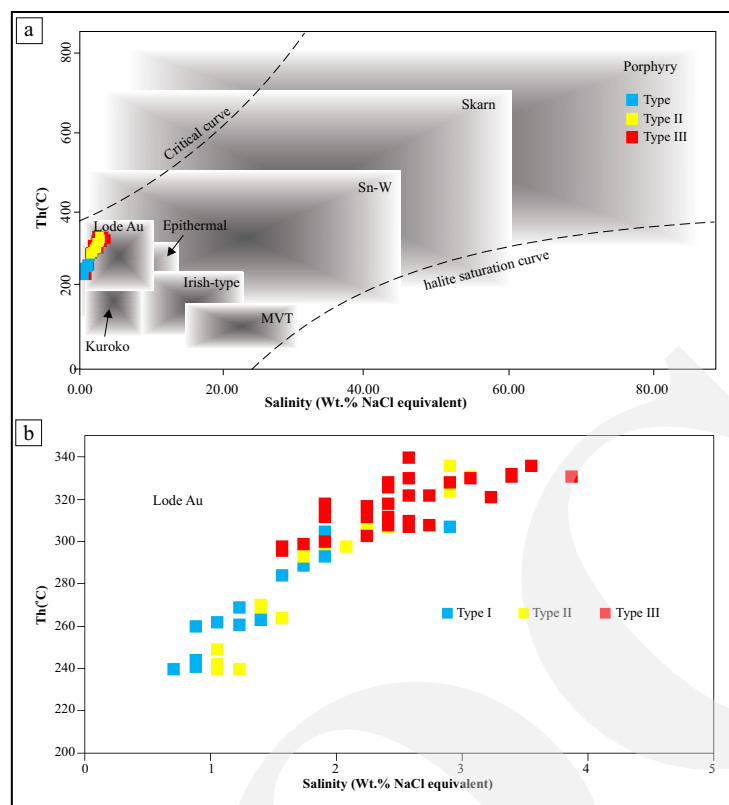 a
800
600
400
200
0
Th(°C)
Critical curve
Porphyry
Type
Type II
Type III
Skarn
Sn-W
Lode Au
Epithermal
Irish-type
MVT
Kuroko
halite saturation curve
0.00 20.00 40.00 60.00 80.00
Salinity (Wt.% NaCl equivalent)
b
340
320
300
280
260
240
220
200
Th(°C)
Lode Au
Type I Type II Type III
0 1 2 3 4 5
Salinity (Wt.% NaCl equivalent)